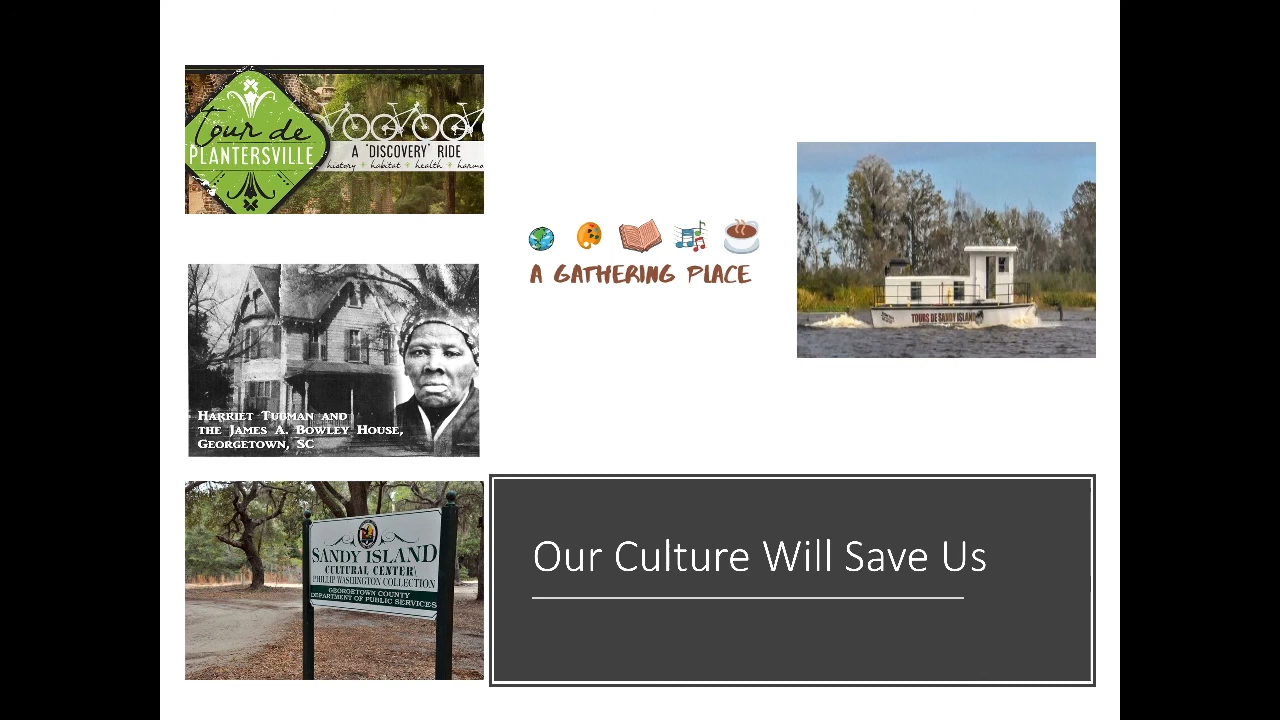 tour de
PLANTERSVILLE
A "DISCOVERY" RIDE
history + habitat + health + harmo
A GATHERING PLACE
TOURS DE SANDY ISLAND
HARRIET TUBMAN AND
THE JAMES A. BOWLEY HOUSE,
GEORGETOWN, SC
SANDY ISLAND
CULTURAL CENTER
PHILLIP WASHINGTON COLLECTION
GEORGETOWN COUNTY
DEPARTMENT OF PUBLIC SERVICES
Our Culture Will Save Us